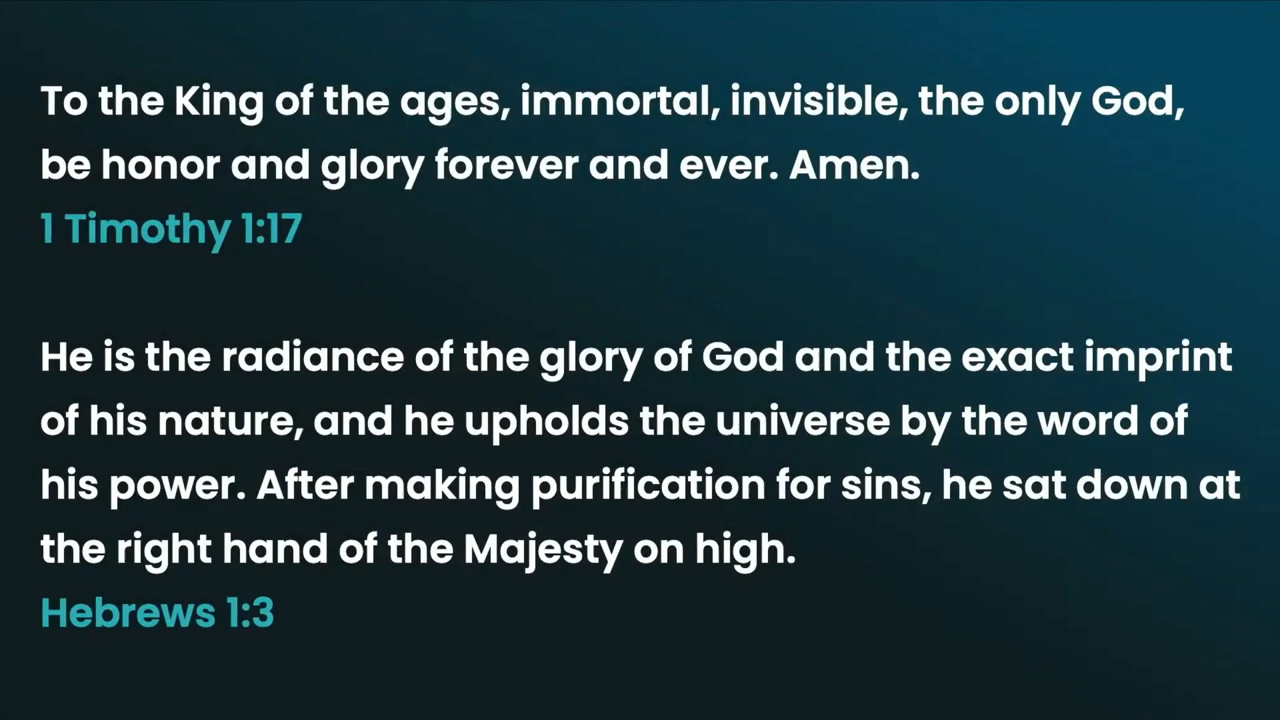 To the King of the ages, immortal, invisible, the only God,
be honor and glory forever and ever. Amen.
1 Timothy 1:17
He is the radiance of the glory of God and the exact imprint
of his nature, and he upholds the universe by the word of
his power. After making purification for sins, he sat down at
the right hand of the Majesty on high.
Hebrews 1:3